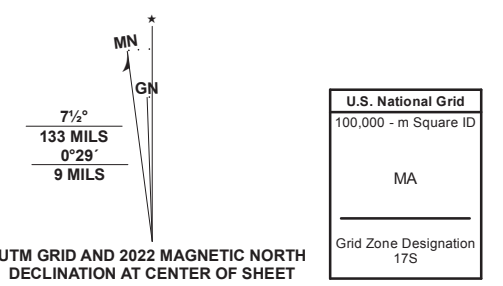 MN
GN
7½°
133 MILS
0°29´
9 MILS
UTM GRID AND 2022 MAGNETIC NORTH
DECLINATION AT CENTER OF SHEET
U.S. National Grid
100,000 - m Square ID
MA
Grid Zone Designation
17S